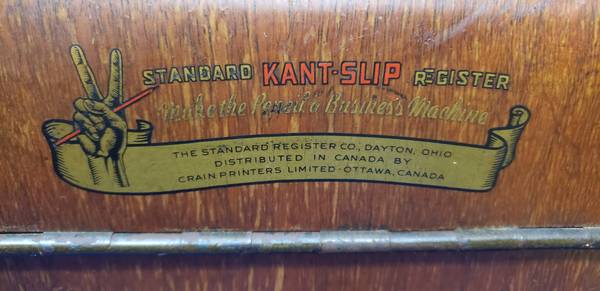 STANDARD KANT-SLIP REGISTER
Make the Pencil a Business Machine
THE STANDARD REGISTER CO., DAYTON, OHIO
DISTRIBUTED IN CANADA BY
CRAIN PRINTERS LIMITED - OTTAWA, CANADA